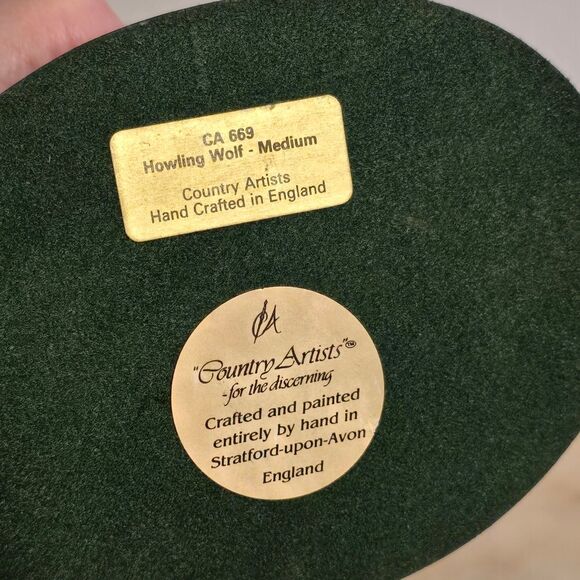 CA 669
Howling Wolf - Medium
Country Artists
Hand Crafted in England
CA
"Country Artists"™
-for the discerning
Crafted and painted
entirely by hand in
Stratford-upon-Avon
England